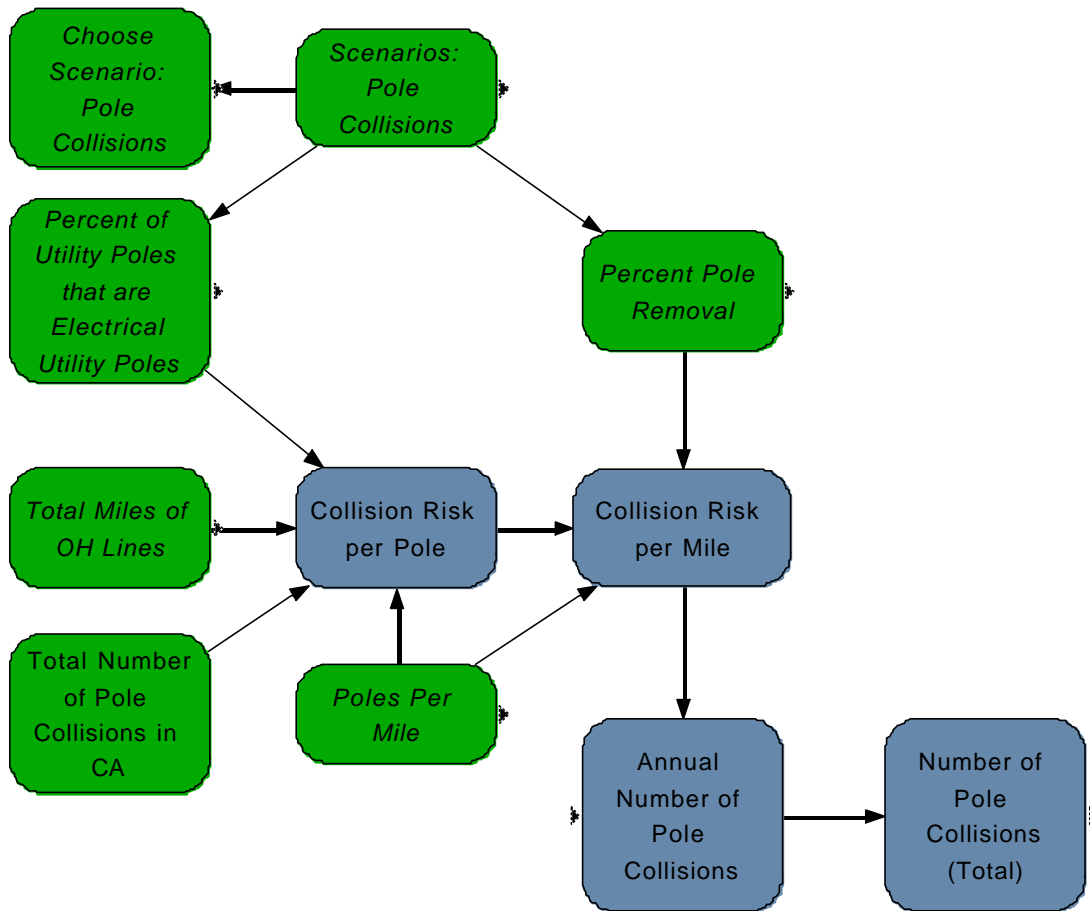 Choose
Scenario:
Pole
Collisions
Scenarios:
Pole
Collisions
Percent of
Utility Poles
that are
Electrical
Utility Poles
Percent Pole
Removal
Total Miles of
OH Lines
Collision Risk
per Pole
Collision Risk
per Mile
Total Number
of Pole
Collisions in
CA
Poles Per
Mile
Annual
Number of
Pole
Collisions
Number of
Pole
Collisions
(Total)